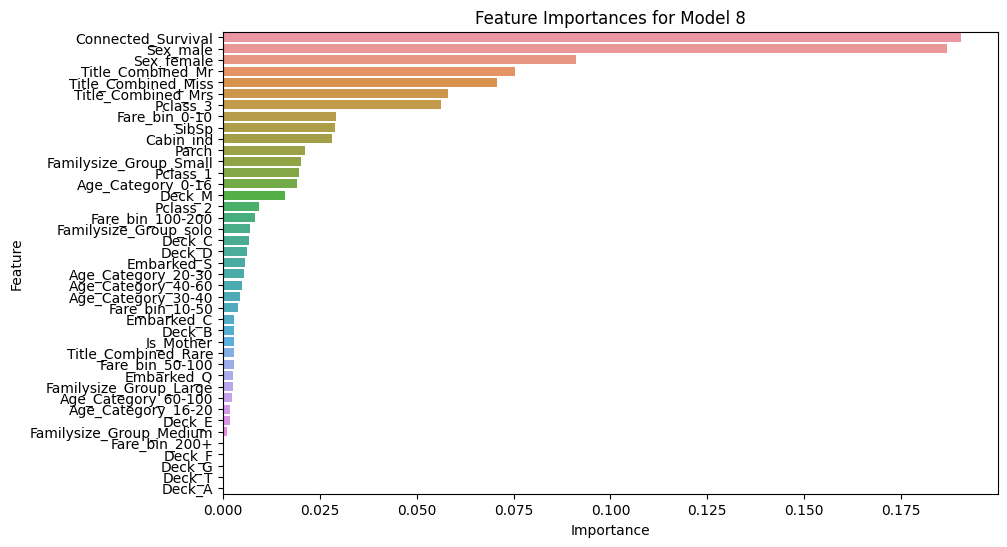 Feature Importances for Model 8
Connected_Survival
Sex_male
Sex_female
Title_Combined_Mr
Title_Combined_Miss
Title_Combined_Mrs
Pclass_3
Fare_bin_0-10
SibSp
Cabin_ind
Parch
Familysize_Group_Small
Pclass_1
Age_Category_0-16
Deck_M
Pclass_2
Fare_bin_100-200
Familysize_Group_solo
Deck_C
Deck_D
Embarked_S
Age_Category_20-30
Age_Category_40-60
Age_Category_30-40
Fare_bin_10-50
Embarked_C
Deck_B
Is_Mother
Title_Combined_Rare
Fare_bin_50-100
Embarked_Q
Familysize_Group_Large
Age_Category_60-100
Age_Category_16-20
Deck_E
Familysize_Group_Medium
Fare_bin_200+
Deck_F
Deck_G
Deck_T
Deck_A
Feature
0.000 0.025 0.050 0.075 0.100 0.125 0.150 0.175
Importance